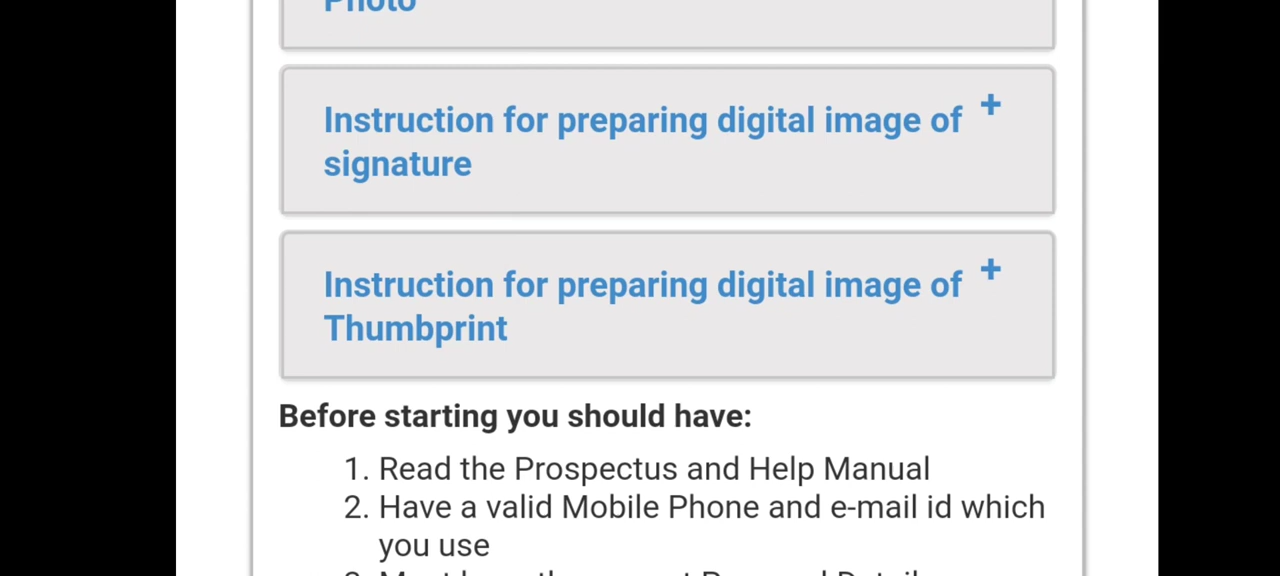 Photo
Instruction for preparing digital image of +
signature
Instruction for preparing digital image of +
Thumbprint
Before starting you should have:
1. Read the Prospectus and Help Manual
2. Have a valid Mobile Phone and e-mail id which
you use